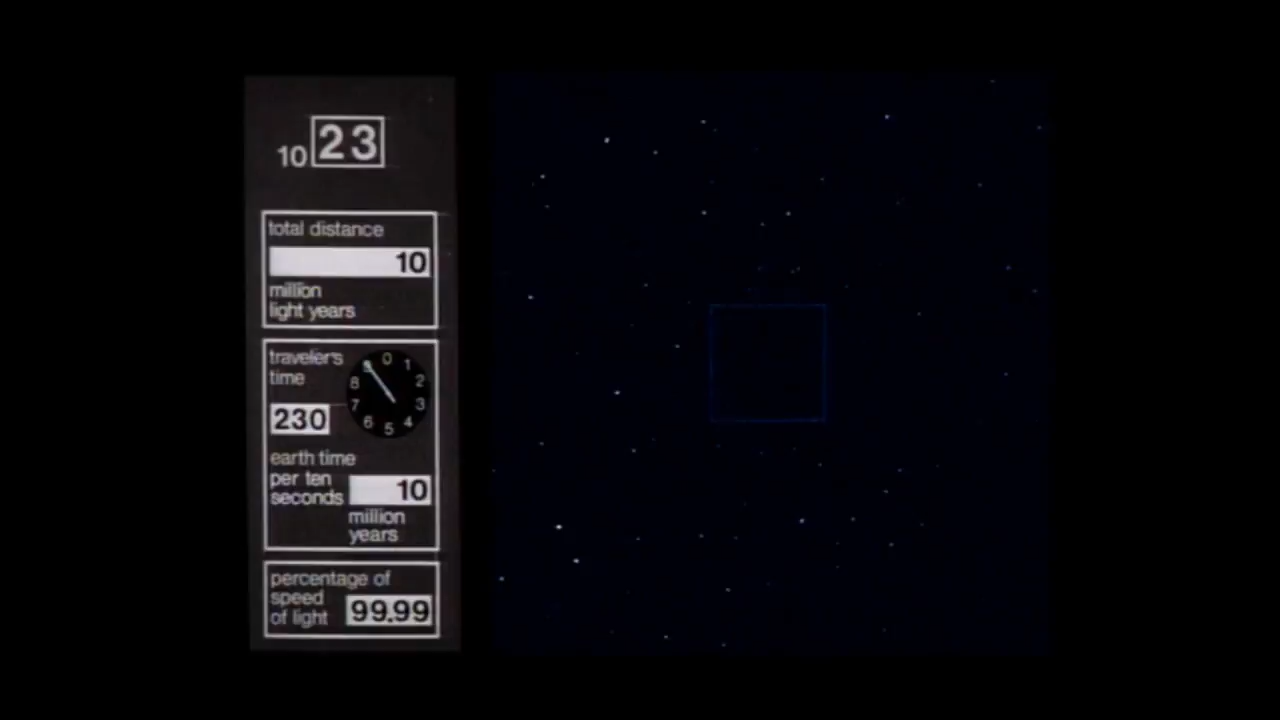 10 23
total distance
10
million
light years
traveler's
time
0
1
2
3
4
5
6
7
8
9
230
earth time
per ten
seconds
10
million
years
percentage of
speed
of light
99.99